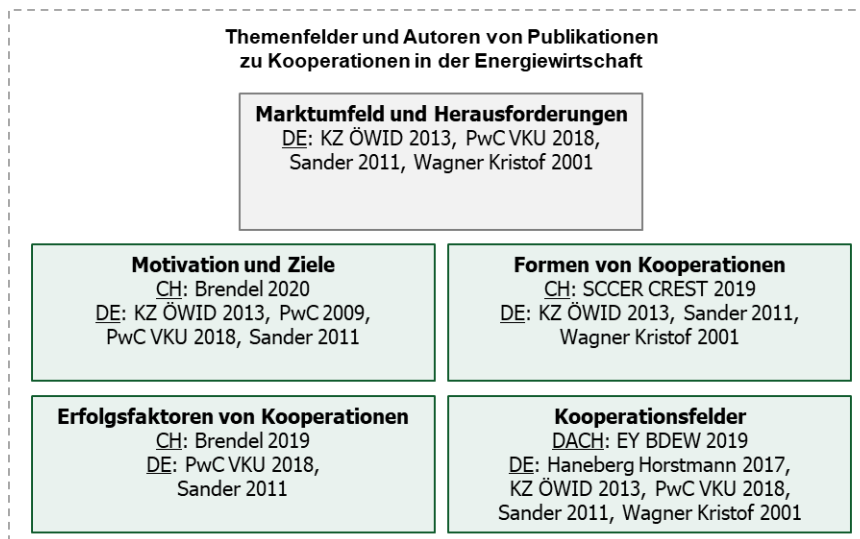 Themenfelder und Autoren von Publikationen
zu Kooperationen in der Energiewirtschaft
Marktumfeld und Herausforderungen
DE: KZ ÖWID 2013, PwC VKU 2018,
Sander 2011, Wagner Kristof 2001
Motivation und Ziele
CH: Brendel 2020
DE: KZ ÖWID 2013, PwC 2009,
PwC VKU 2018, Sander 2011
Formen von Kooperationen
CH: SCCER CREST 2019
DE: KZ ÖWID 2013, Sander 2011,
Wagner Kristof 2001
Erfolgsfaktoren von Kooperationen
CH: Brendel 2019
DE: PwC VKU 2018,
Sander 2011
Kooperationsfelder
DACH: EY BDEW 2019
DE: Haneberg Horstmann 2017,
KZ ÖWID 2013, PwC VKU 2018,
Sander 2011, Wagner Kristof 2001